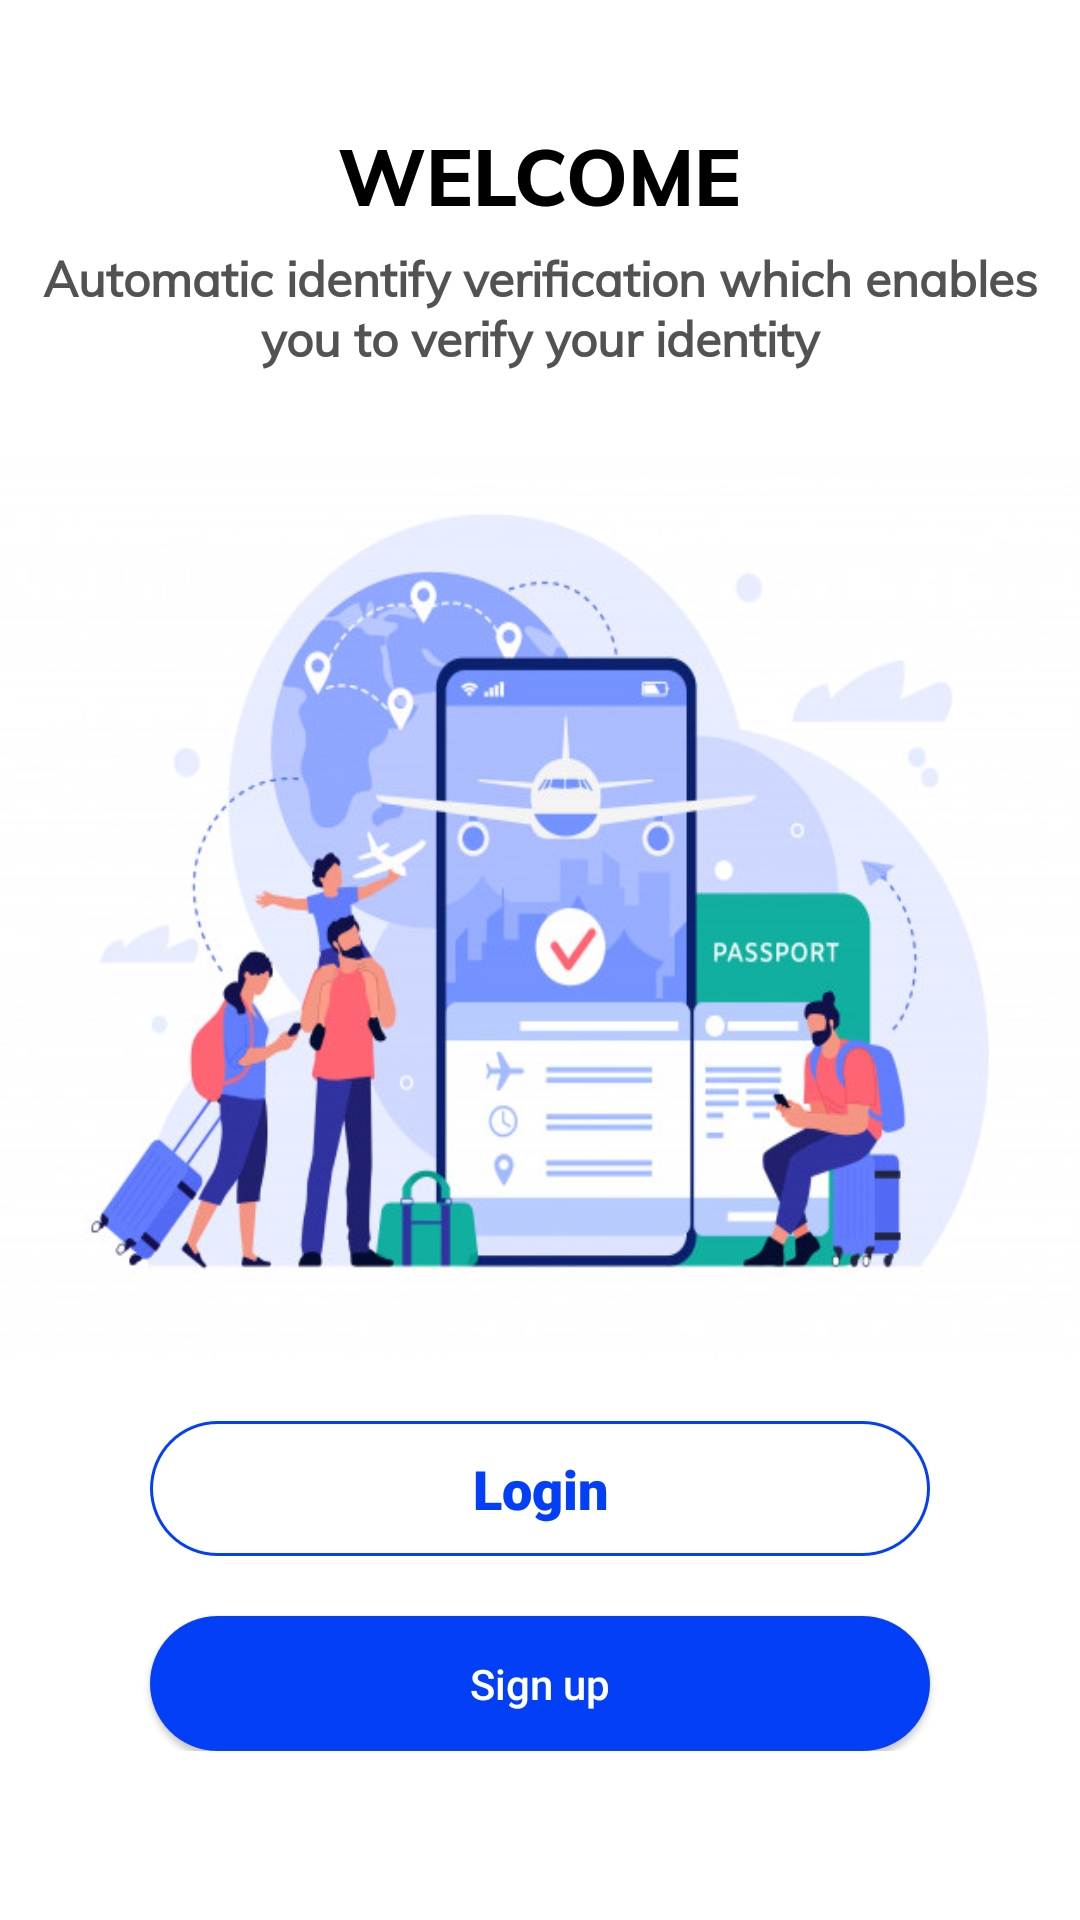 WELCOME
Automatic identify verification which enables
you to verify your identity
PASSPORT
Login
Sign up